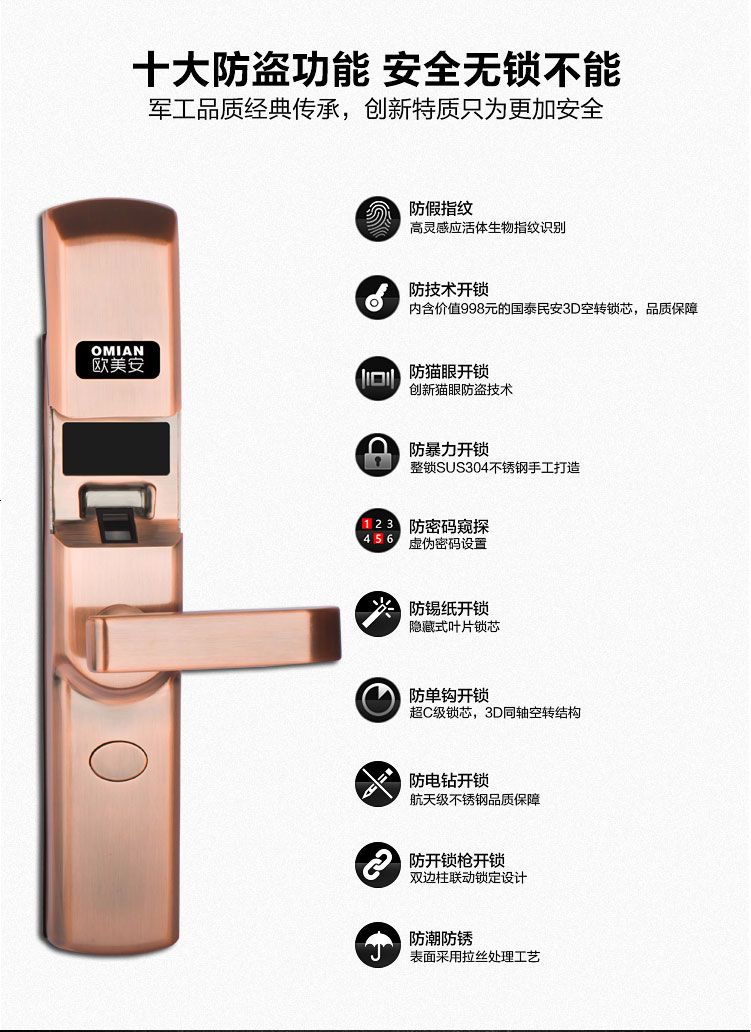 十大防盗功能 安全无锁不能
军工品质经典传承，创新特质只为更加安全
OMIAN
欧美安
防假指纹
高灵感应活体生物指纹识别
防技术开锁
内含价值998元的国泰民安3D空转锁芯，品质保障
防猫眼开锁
创新猫眼防盗技术
防暴力开锁
整锁SUS304不锈钢手工打造
1 2 3
4 5 6
防密码窥探
虚伪密码设置
防锡纸开锁
隐藏式叶片锁芯
防单钩开锁
超C级锁芯，3D同轴空转结构
防电钻开锁
航天级不锈钢品质保障
防开锁枪开锁
双边柱联动锁定设计
防潮防锈
表面采用拉丝处理工艺